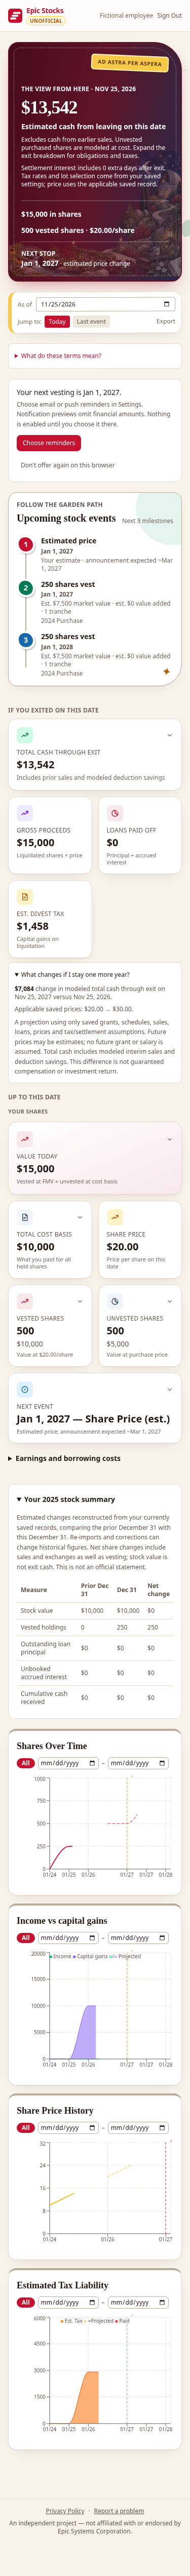 Epic Stocks
UNOFFICIAL
Fictional employee Sign Out
AD ASTRA PER ASPERA
THE VIEW FROM HERE · NOV 25, 2026
$13,542
Estimated cash from leaving on this date
Excludes cash from earlier sales. Unvested
purchased shares are modeled at cost. Expand the
cost breakdown for obligations and taxes.
Settlement interest includes 0 extra days after exit.
Tax rates and lot selection come from your saved
settings; price uses the applicable saved record.
$15,000 in shares
500 vested shares · $20.00/share
NEXT STOP
Jan 1, 2027 · estimated price change
As of 11/25/2026
Jump to: Today Last event Export
What do these terms mean?
Your next vesting is Jan 1, 2027.
Choose email or push reminders in Settings.
Notification previews omit financial amounts. Nothing
is enabled until you choose it there.
Choose reminders
Don't offer again on this browser
FOLLOW THE GARDEN PATH
Upcoming stock events Next 3 milestones
1 Estimated price
Jan 1, 2027
Your estimate · announcement expected ~Mar
1, 2027
2 250 shares vest
Jan 1, 2027
Est. $7,500 market value · est. $0 value added
· 1 tranche
2024 Purchase
3 250 shares vest
Jan 1, 2028
Est. $7,500 market value · est. $0 value added
· 1 tranche
2024 Purchase
IF YOU EXITED ON THIS DATE
TOTAL CASH THROUGH EXIT
$13,542
Includes prior sales and modeled deduction savings
GROSS PROCEEDS
$15,000
Liquidated shares × price
LOANS PAID OFF
$0
Principal + accrued
interest
EST. DIVEST TAX
$1,458
Capital gains on
liquidation
What changes if I stay one more year?
$7,084 change in modeled total cash through exit on
Nov 25, 2027 versus Nov 25, 2026.
Applicable saved prices: $20.00 → $30.00.
A projection using only saved grants, schedules, sales,
loans, prices and tax/settlement assumptions. Future
prices may be estimates; no future grant or salary is
assumed. Total cash includes modeled interim sales and
deduction savings. This difference is not guaranteed
compensation or investment return.
UP TO THIS DATE
YOUR SHARES
VALUE TODAY
$15,000
Vested at FMV + unvested at cost basis
TOTAL COST BASIS
$10,000
What you paid for all
held shares
SHARE PRICE
$20.00
Price per share on this
date
VESTED SHARES
500
$10,000
Value at $20.00/share
UNVESTED SHARES
500
$5,000
Value at purchase price
NEXT EVENT
Jan 1, 2027 — Share Price (est.)
Estimated price; announcement expected ~Mar 1, 2027
Earnings and borrowing costs
Your 2025 stock summary
Estimated changes reconstructed from your currently
saved records, comparing the prior December 31 with
this December 31. Re-imports and corrections can
change historical estimates. Net share changes include
sales and exchanges as well as vesting; stock value is
not exit cash. This is not an official statement.
Measure Prior Dec 31 Dec 31 Net change
Stock value $10,000 $10,000 $0
Vested holdings 0 250 250
Outstanding loan principal $0 $0 $0
Unbooked accrued interest $0 $0 $0
Cumulative cash received $0 $0 $0
Shares Over Time
All mm/dd/yyyy – mm/dd/yyyy
1000
750
500
250
0
01/24 01/25 01/26 01/27 01/27 01/28
Income vs capital gains
All mm/dd/yyyy – mm/dd/yyyy
Income Capital gains w/= Projected
20000
15000
10000
5000
0
01/24 01/25 01/26 01/27 01/27 01/28
Share Price History
All mm/dd/yyyy – mm/dd/yyyy
32
24
16
8
0
01/24 01/26 01/27
Estimated Tax Liability
All mm/dd/yyyy – mm/dd/yyyy
Est. Tax Projected Paid
6000
4500
3000
1500
0
01/24 01/25 01/26 01/27 01/27 01/28
Privacy Policy · Report a problem
An independent project — not affiliated with or endorsed by
Epic Systems Corporation.